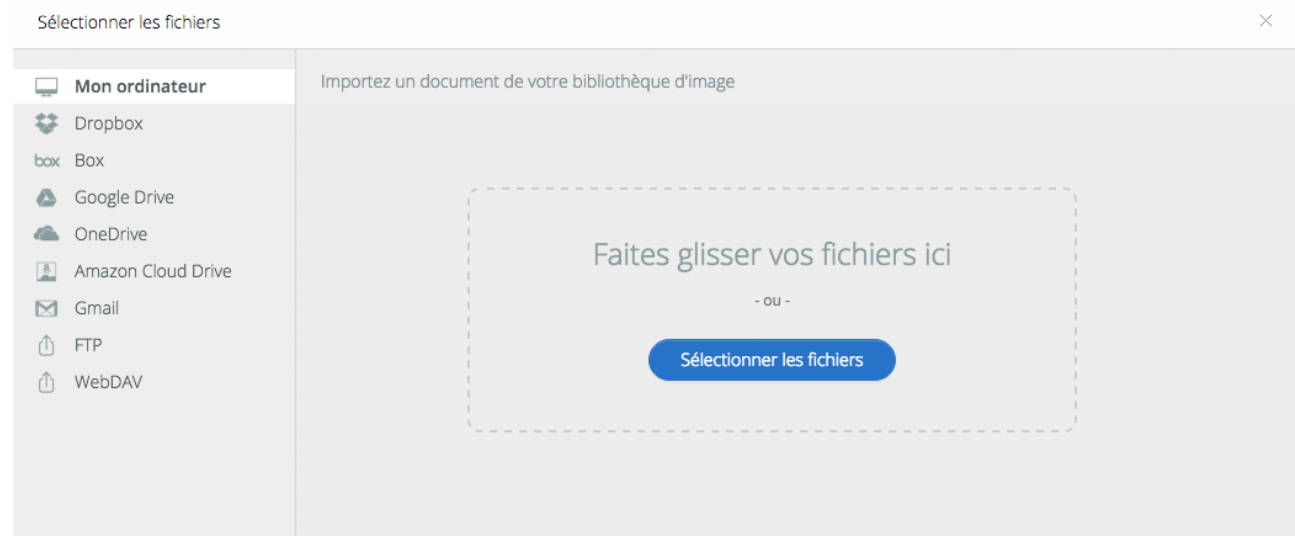 Sélectionner les fichiers
Mon ordinateur
Dropbox
box Box
Google Drive
OneDrive
Amazon Cloud Drive
Gmail
FTP
WebDAV
Importez un document de votre bibliothèque d'image
Faites glisser vos fichiers ici
- ou -
Sélectionner les fichiers